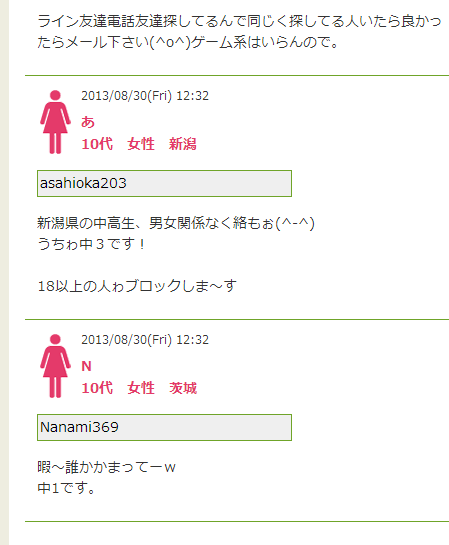 ライン友達電話友達探してるんで同じく探してる人いたら良かっ
たらメール下さい(^o^)ゲーム系はいらんので。
2013/08/30(Fri) 12:32
あ
10代　女性　新潟
asahioka203
新潟県の中高生、男女関係なく絡もぉ(^-^)
うちゎ中３です！
18以上の人ゎブロックしま～す
2013/08/30(Fri) 12:32
N
10代　女性　茨城
Nanami369
暇～誰かかまってーｗ
中1です。